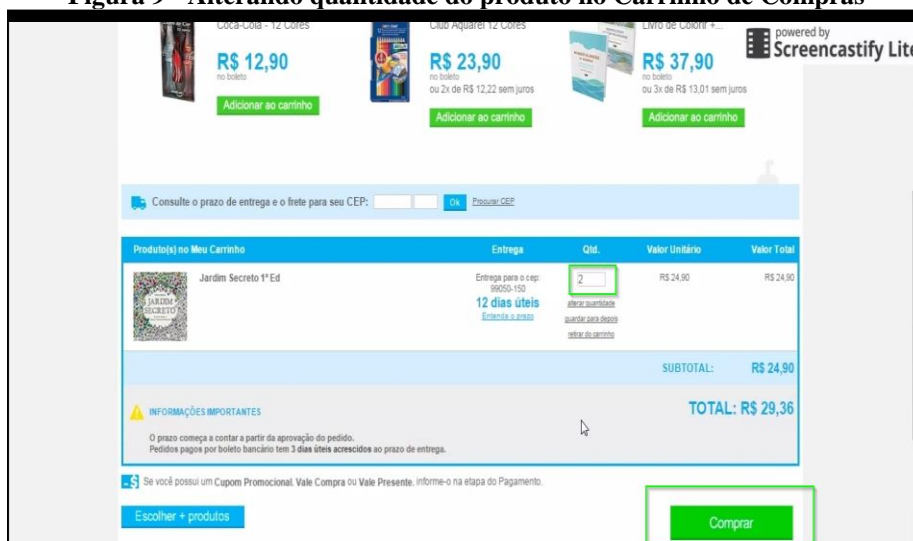 Figura 9 - Alterando quantidade do produto no Carrinho de Compras
powered by
Screencastify Lite
Coca-Cola - 12 Cores
R$ 12,90
no boleto
Adicionar ao carrinho
Club Aquarel 12 Cores
R$ 23,90
no boleto
ou 2x de R$ 12,22 sem juros
Adicionar ao carrinho
Livro de Colorir +...
R$ 37,90
no boleto
ou 3x de R$ 13,01 sem juros
Adicionar ao carrinho
Consulte o prazo de entrega e o frete para seu CEP: Ok Procurar CEP
Produto(s) no Meu Carrinho Entrega Qtd. Valor Unitário Valor Total
JARDIM
SECRETO
Jardim Secreto 1ª Ed
Entrega para o cep:
99050-150
12 dias úteis
Entenda o prazo
2
alterar quantidade
guardar para depois
retirar do carrinho
R$ 24,90
R$ 24,90
SUBTOTAL: R$ 24,90
TOTAL: R$ 29,36
INFORMAÇÕES IMPORTANTES
O prazo começa a contar a partir da aprovação do pedido.
Pedidos pagos por boleto bancário tem 3 dias úteis acrescidos ao prazo de entrega.
Se você possui um Cupom Promocional, Vale Compra ou Vale Presente, informe-o na etapa do Pagamento.
Escolher + produtos
Comprar